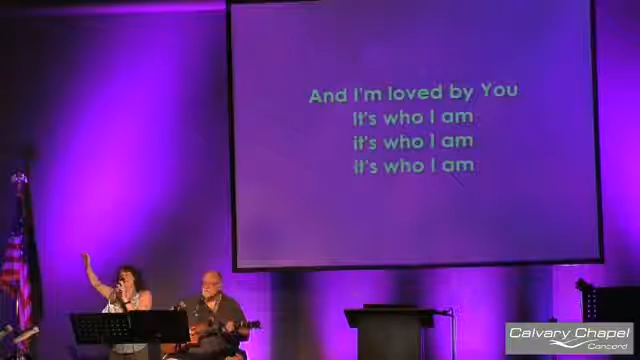 And I'm loved by You
It's who I am
it's who I am
It's who I am
Calvary Chapel
Concord